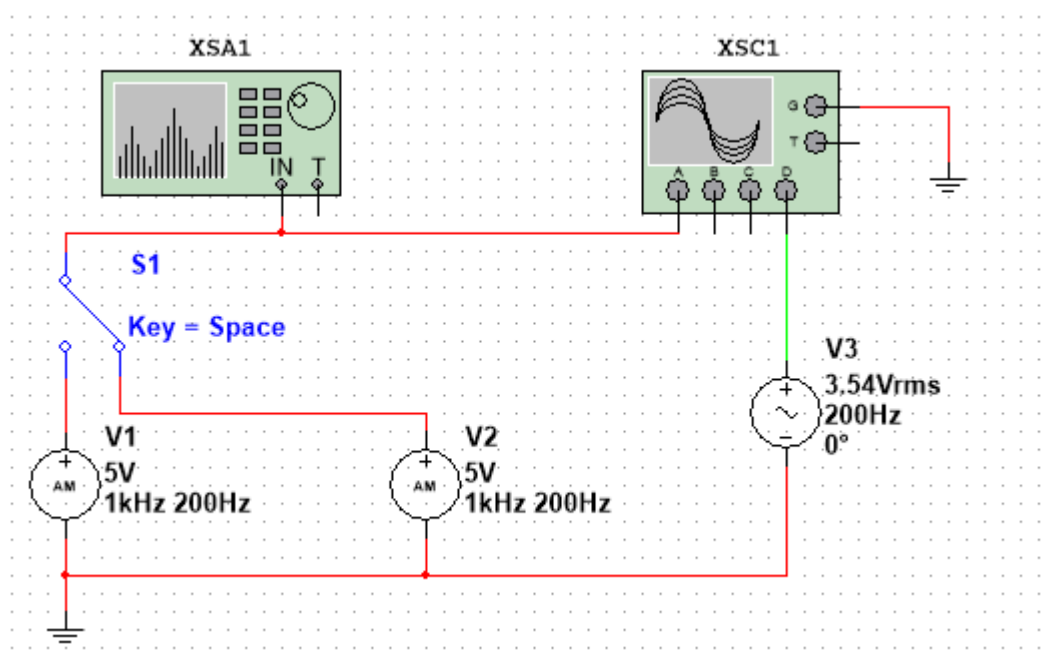 XSA1
XSC1
IN T
G
T
A B C D
S1
Key = Space
V3
3.54Vrms
200Hz
0°
V1
5V
1kHz 200Hz
AM
V2
5V
1kHz 200Hz
AM